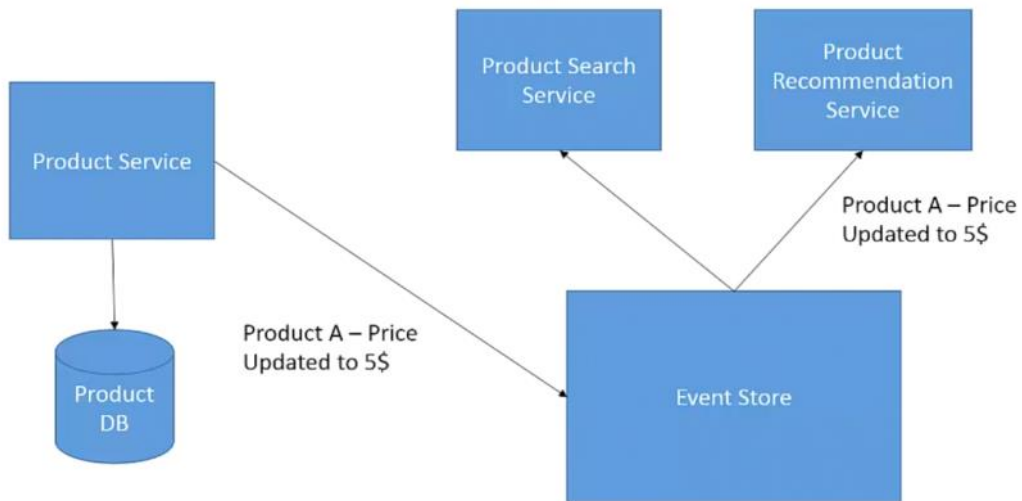 Product Service
Product
DB
Product A – Price
Updated to 5$
Product Search
Service
Product
Recommendation
Service
Product A – Price
Updated to 5$
Event Store